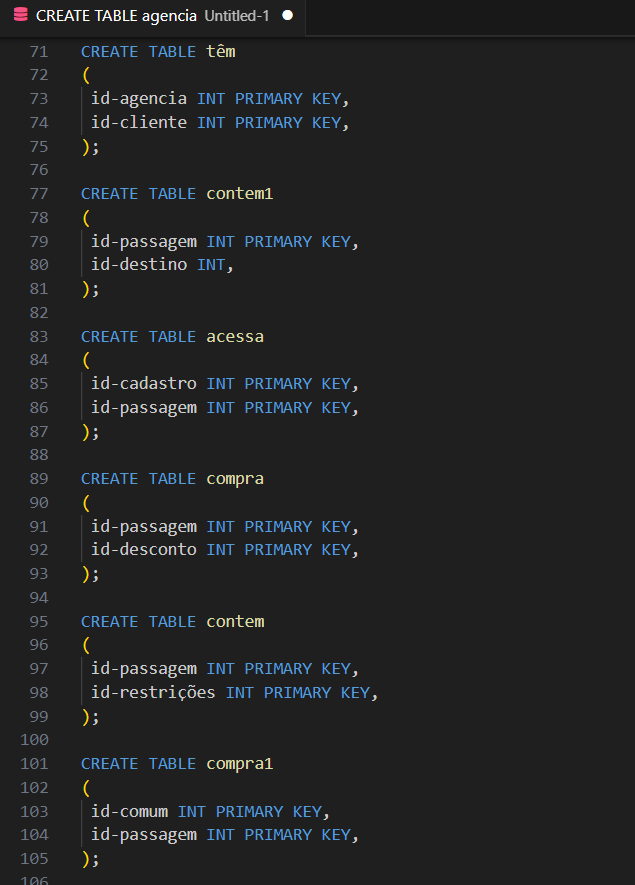 CREATE TABLE agencia Untitled-1
71 CREATE TABLE têm
72 (
73 id-agencia INT PRIMARY KEY,
74 id-cliente INT PRIMARY KEY,
75 );
76
77 CREATE TABLE contem1
78 (
79 id-passagem INT PRIMARY KEY,
80 id-destino INT,
81 );
82
83 CREATE TABLE acessa
84 (
85 id-cadastro INT PRIMARY KEY,
86 id-passagem INT PRIMARY KEY,
87 );
88
89 CREATE TABLE compra
90 (
91 id-passagem INT PRIMARY KEY,
92 id-desconto INT PRIMARY KEY,
93 );
94
95 CREATE TABLE contem
96 (
97 id-passagem INT PRIMARY KEY,
98 id-restrições INT PRIMARY KEY,
99 );
100
101 CREATE TABLE compra1
102 (
103 id-comum INT PRIMARY KEY,
104 id-passagem INT PRIMARY KEY,
105 );
106